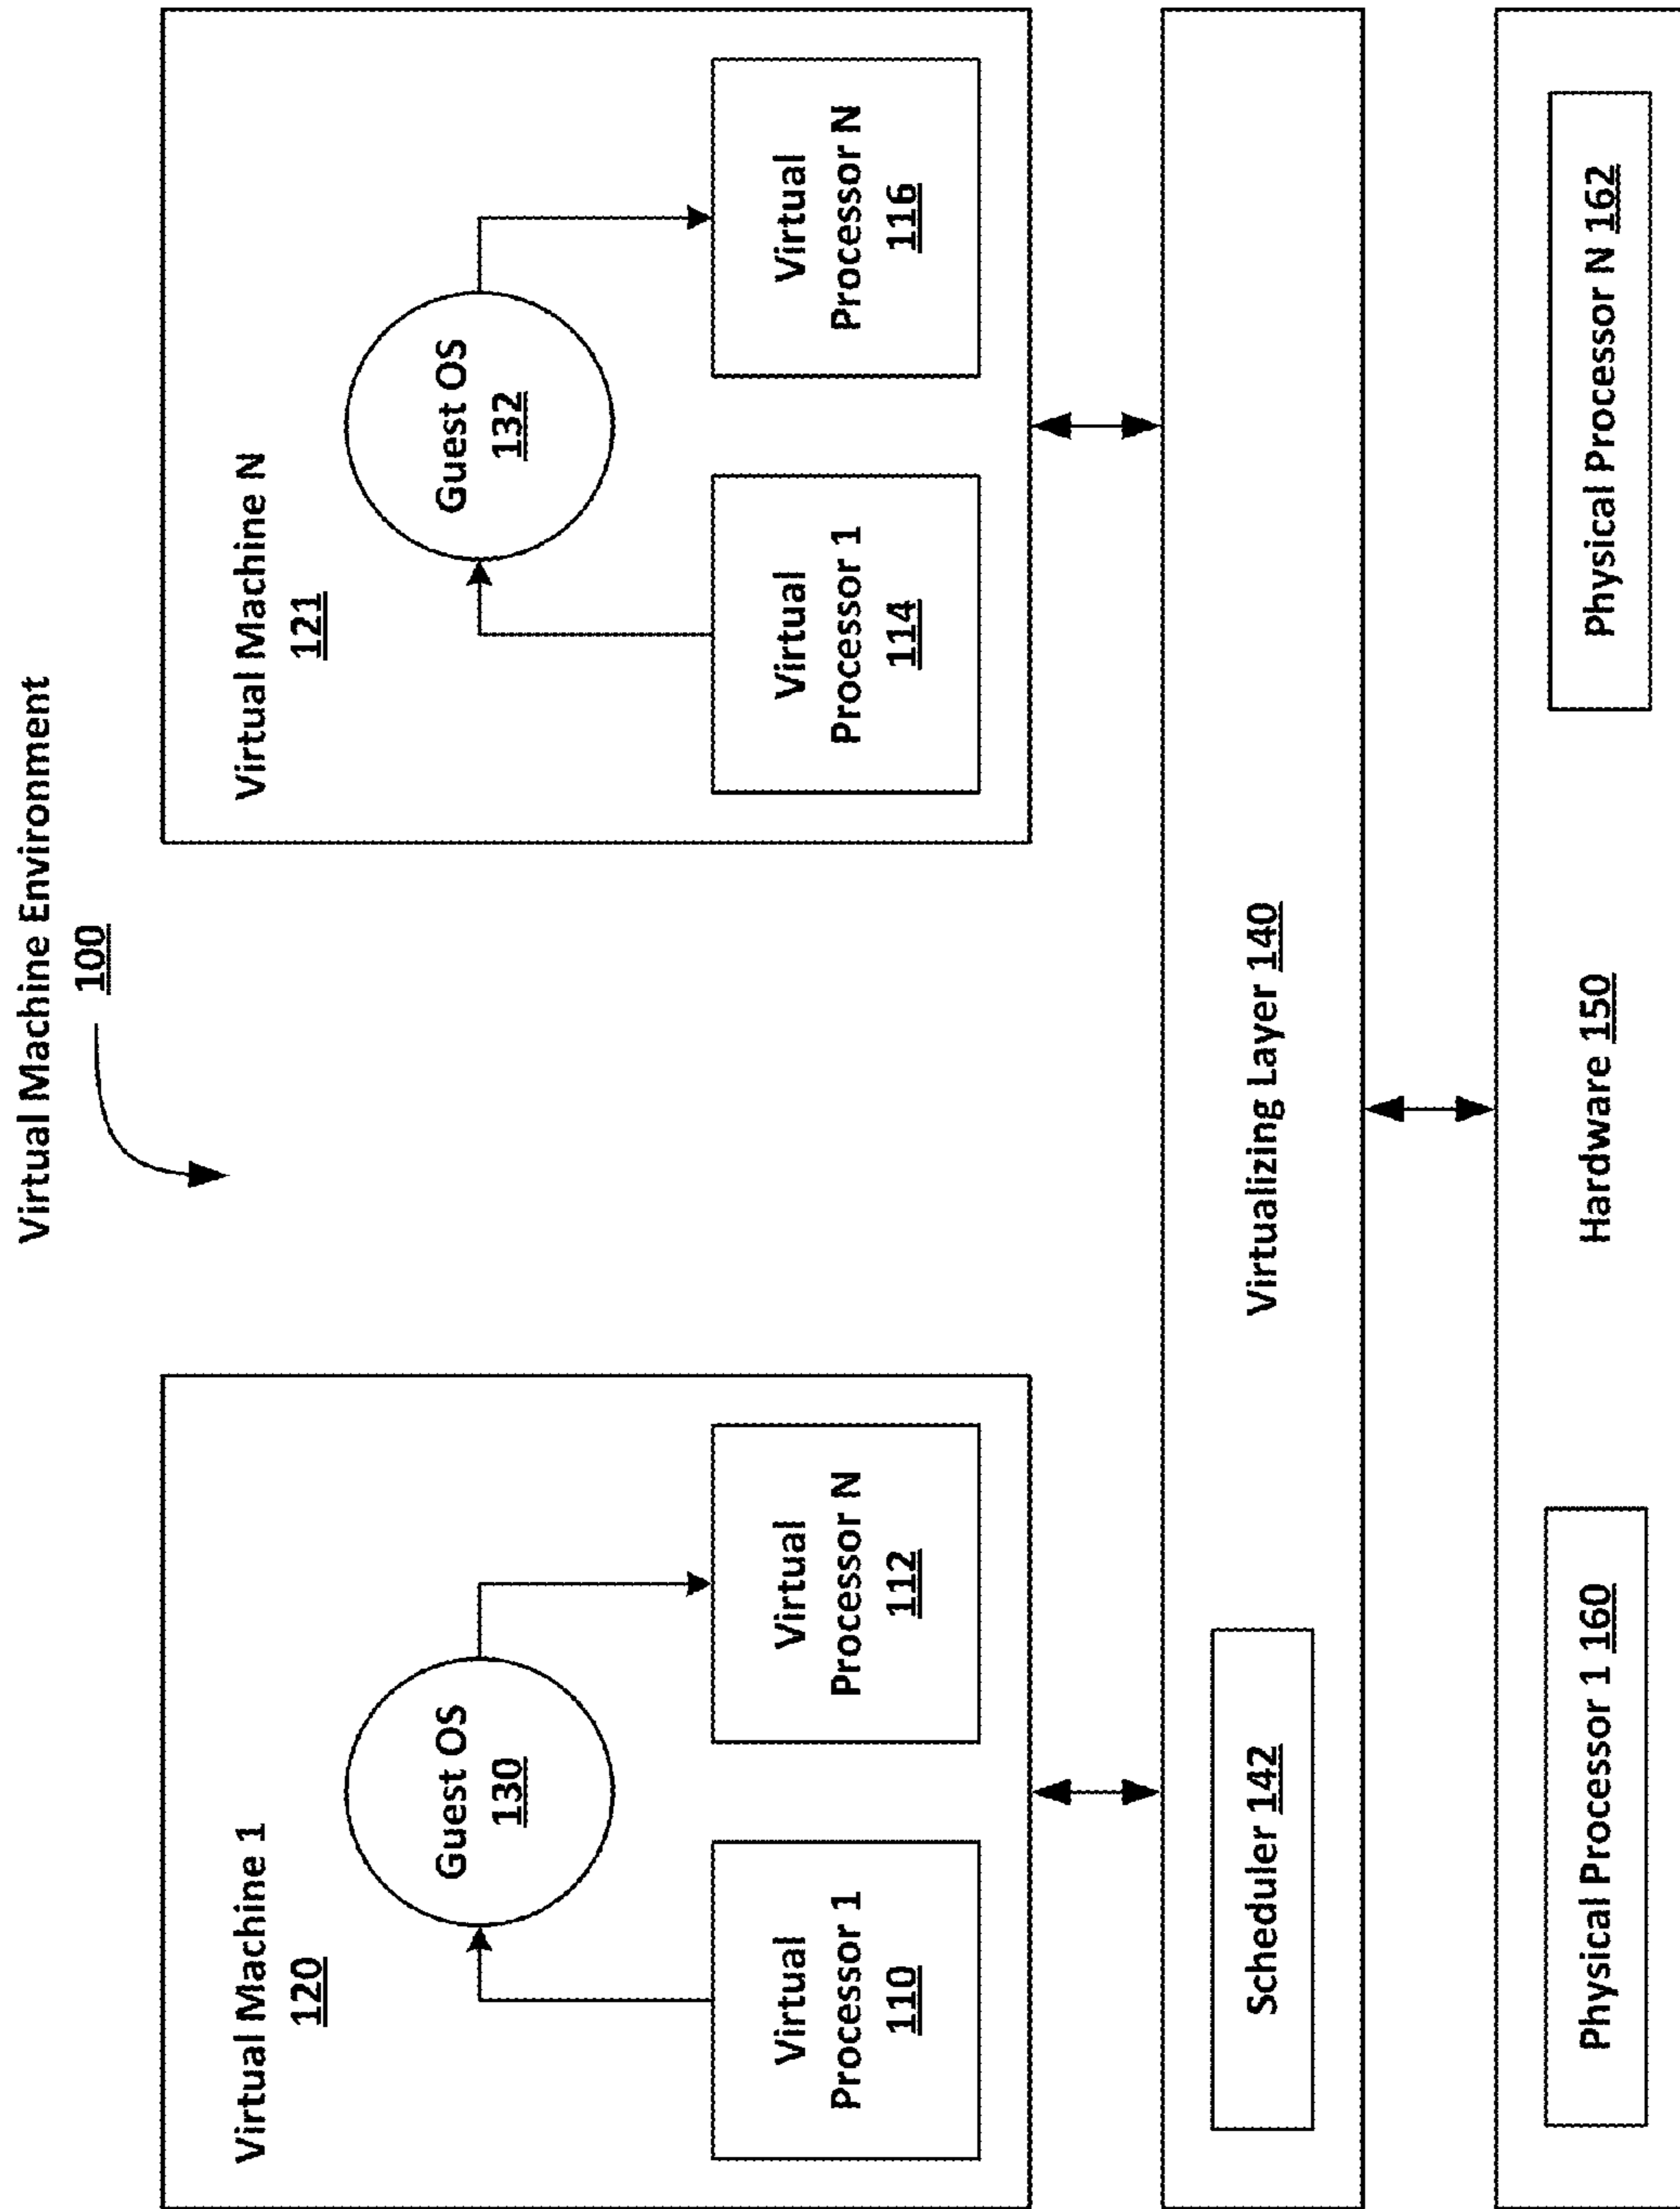 Virtual Machine Environment
100
Virtual Machine 1
120
Guest OS
130
Virtual
Processor 1
110
Virtual
Processor N
112
Virtual Machine N
121
Guest OS
132
Virtual
Processor 1
114
Virtual
Processor N
116
Scheduler 142
Virtualizing Layer 140
Physical Processor 1 160
Hardware 150
Physical Processor N 162